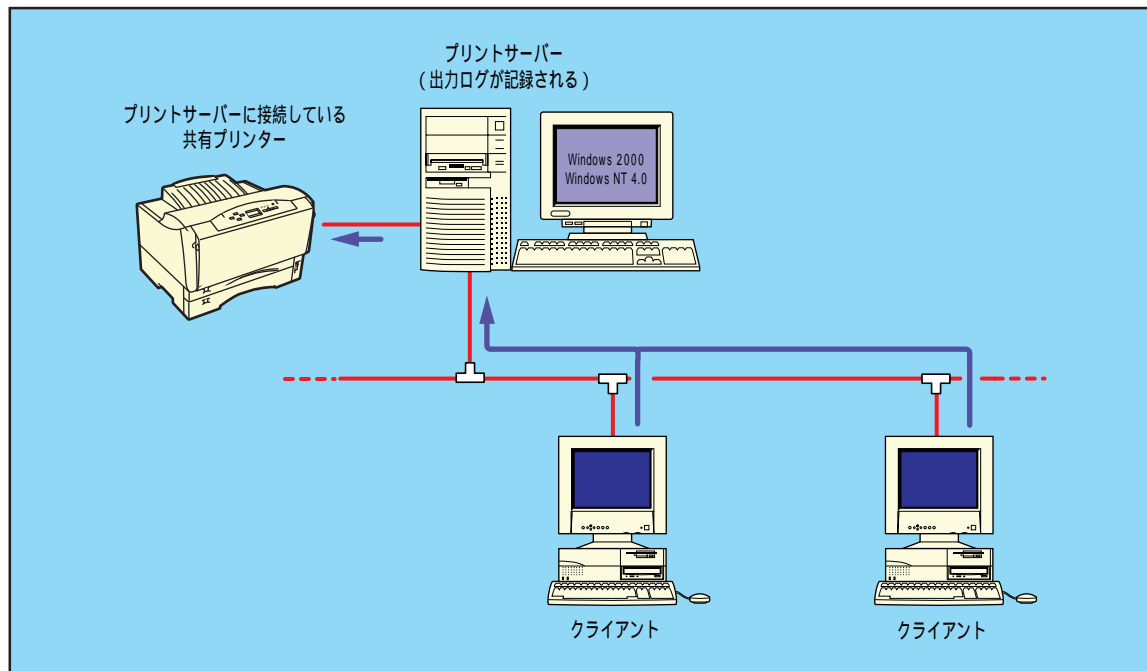 プリントサーバー
(出力ログが記録される)
プリントサーバーに接続している
共有プリンター
Windows 2000
Windows NT 4.0
クライアント
クライアント